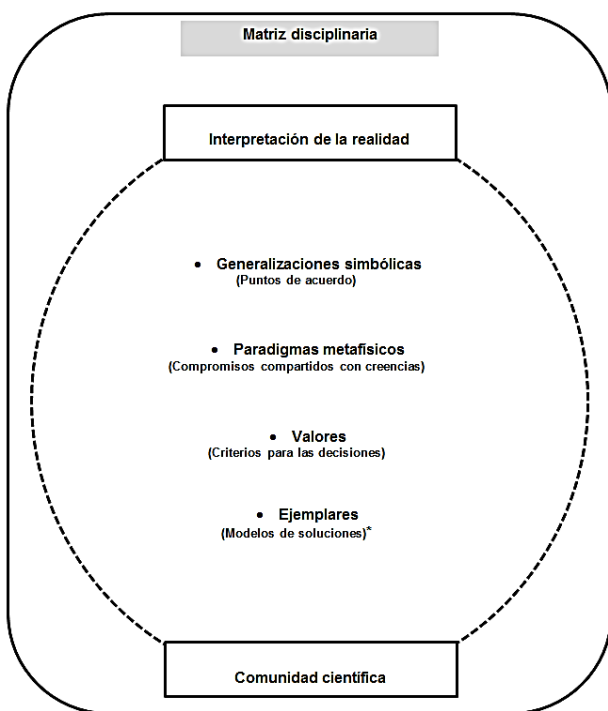 Matriz disciplinaria
Interpretación de la realidad
• Generalizaciones simbólicas
(Puntos de acuerdo)
• Paradigmas metafísicos
(Compromisos compartidos con creencias)
• Valores
(Criterios para las decisiones)
• Ejemplares
(Modelos de soluciones)*
Comunidad científica